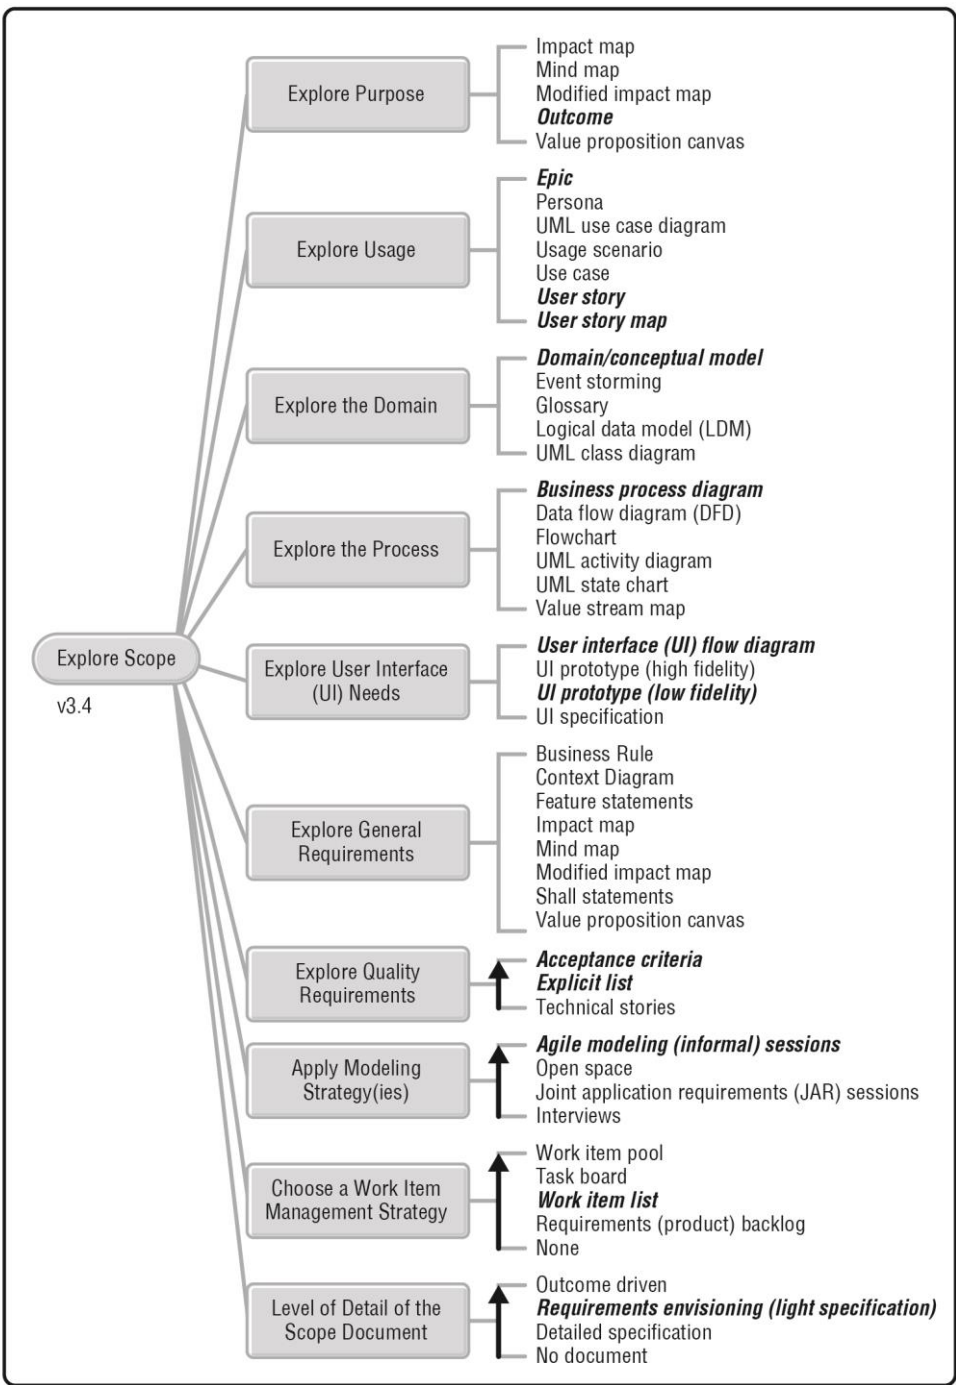 Explore Scope
v3.4
Explore Purpose
Impact map
Mind map
Modified impact map
Outcome
Value proposition canvas
Explore Usage
Epic
Persona
UML use case diagram
Usage scenario
Use case
User story
User story map
Explore the Domain
Domain/conceptual model
Event storming
Glossary
Logical data model (LDM)
UML class diagram
Explore the Process
Business process diagram
Data flow diagram (DFD)
Flowchart
UML activity diagram
UML state chart
Value stream map
Explore User Interface
(UI) Needs
User interface (UI) flow diagram
UI prototype (high fidelity)
UI prototype (low fidelity)
UI specification
Explore General
Requirements
Business Rule
Context Diagram
Feature statements
Impact map
Mind map
Modified impact map
Shall statements
Value proposition canvas
Explore Quality
Requirements
Acceptance criteria
Explicit list
Technical stories
Apply Modeling
Strategy(ies)
Agile modeling (informal) sessions
Open space
Joint application requirements (JAR) sessions
Interviews
Choose a Work Item
Management Strategy
Work item pool
Task board
Work item list
Requirements (product) backlog
None
Level of Detail of the
Scope Document
Outcome driven
Requirements envisioning (light specification)
Detailed specification
No document